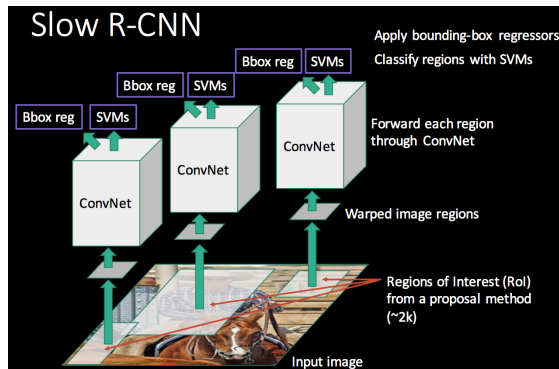 Slow R-CNN
Apply bounding-box regressors
Bbox reg SVMs
Classify regions with SVMs
Bbox reg SVMs
Bbox reg SVMs
Forward each region
through ConvNet
ConvNet
ConvNet
ConvNet
Warped image regions
Regions of Interest (RoI)
from a proposal method
(~2k)
Input image